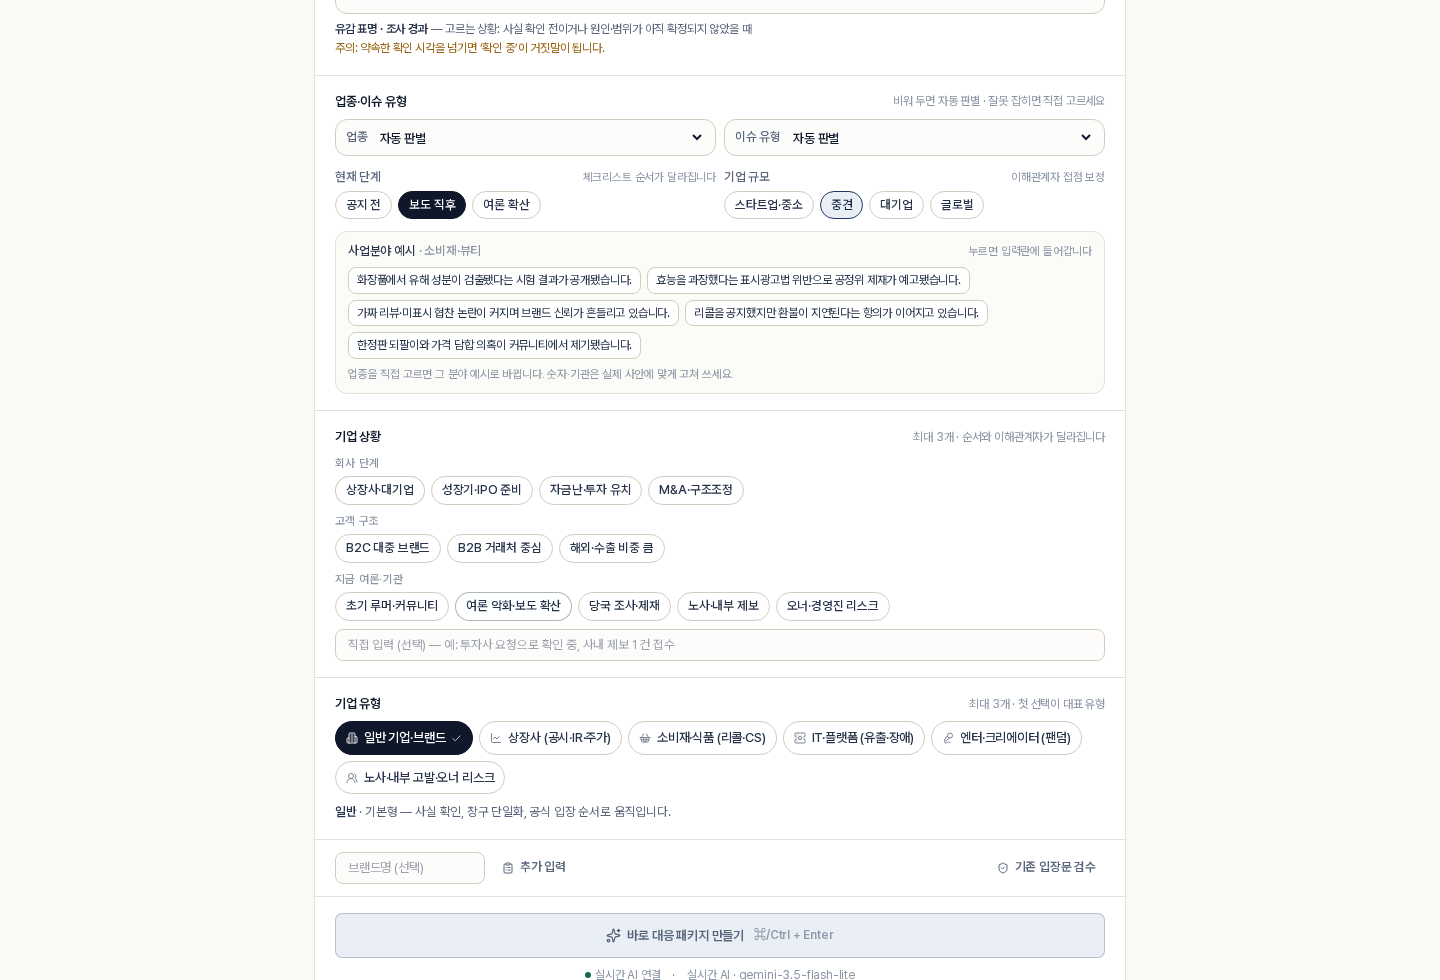 유감 표명 · 조사 경과 — 고르는 상황: 사실 확인 전이거나 원인·범위가 아직 확정되지 않았을 때
주의: 약속한 확인 시각을 넘기면 '확인 중'이 거짓말이 됩니다.
업종·이슈 유형
비워 두면 자동 판별 · 잘못 잡히면 직접 고르세요
업종 자동 판별
이슈 유형 자동 판별
현재 단계
체크리스트 순서가 달라집니다
기업 규모
이해관계자 접점 보정
공지 전 보도 직후 여론 확산
스타트업·중소 중견 대기업 글로벌
사업분야 예시 · 소비재·뷰티
누르면 입력란에 들어갑니다
화장품에서 유해 성분이 검출됐다는 시험 결과가 공개됐습니다.
효능을 과장했다는 표시광고법 위반으로 공정위 제재가 예고됐습니다.
가짜 리뷰·미표시 협찬 논란이 커지며 브랜드 신뢰가 흔들리고 있습니다.
리콜을 공지했지만 환불이 지연된다는 항의가 이어지고 있습니다.
한정판 되팔이와 가격 담합 의혹이 커뮤니티에서 제기됐습니다.
업종을 직접 고르면 그 분야 예시로 바뀝니다. 숫자·기관은 실제 사안에 맞게 고쳐 쓰세요.
기업 상황
최대 3개 · 순서와 이해관계자가 달라집니다
회사 단계
상장사·대기업 성장기·IPO 준비 자금난·투자 유치 M&A·구조조정
고객 구조
B2C 대중 브랜드 B2B 거래처 중심 해외·수출 비중 큼
지금 여론·기관
초기 루머·커뮤니티 여론 악화·보도 확산 당국 조사·제재 노사·내부 제보 오너·경영진 리스크
직접 입력 (선택) — 예: 투자사 요청으로 확인 중, 사내 제보 1건 접수
기업 유형
최대 3개 · 첫 선택이 대표 유형
일반 기업·브랜드 상장사 (공시·IR·주가) 소비재·식품 (리콜·CS) IT·플랫폼 (유출·장애) 엔터·크리에이터 (팬덤)
노사·내부 고발·오너 리스크
일반 · 기본형 — 사실 확인, 창구 단일화, 공식 입장 순서로 움직입니다.
브랜드명 (선택) 추가 입력 기존 입장문 검수
바로 대응 패키지 만들기 ⌘/Ctrl + Enter
실시간 AI 연결 · 실시간 AI · gemini-3.5-flash-lite